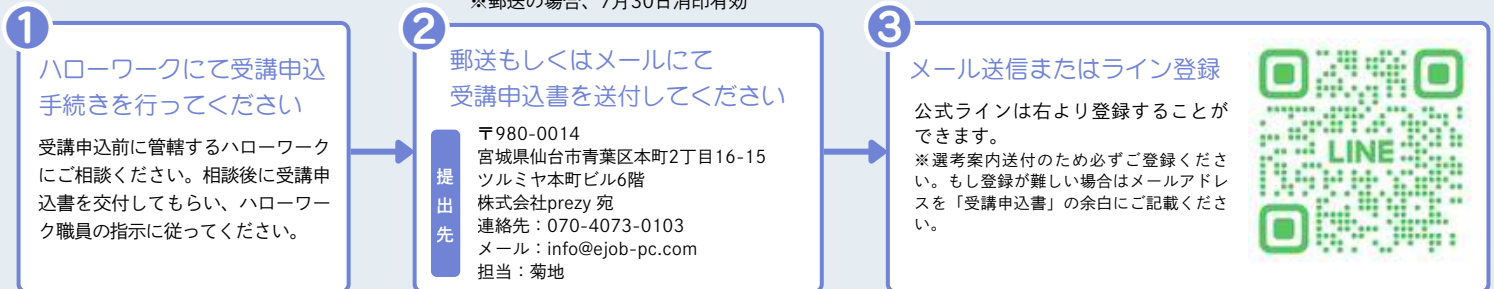 ※郵送の場合、7月30日消印有効
1
ハローワークにて受講申込
手続きを行ってください
受講申込前に管轄するハローワーク
にご相談ください。相談後に受講申
込書を交付してもらい、ハローワー
ク職員の指示に従ってください。
2
郵送もしくはメールにて
受講申込書を送付してください
提出先
〒980-0014
宮城県仙台市青葉区本町2丁目16-15
ツルミヤ本町ビル6階
株式会社prezy 宛
連絡先：070-4073-0103
メール：info@ejob-pc.com
担当：菊地
3
メール送信またはライン登録
公式ラインは右より登録することが
できます。
※選考案内送付のため必ずご登録くださ
い。もし登録が難しい場合はメールアドレ
スを「受講申込書」の余白にご記載くださ
い。
LINE